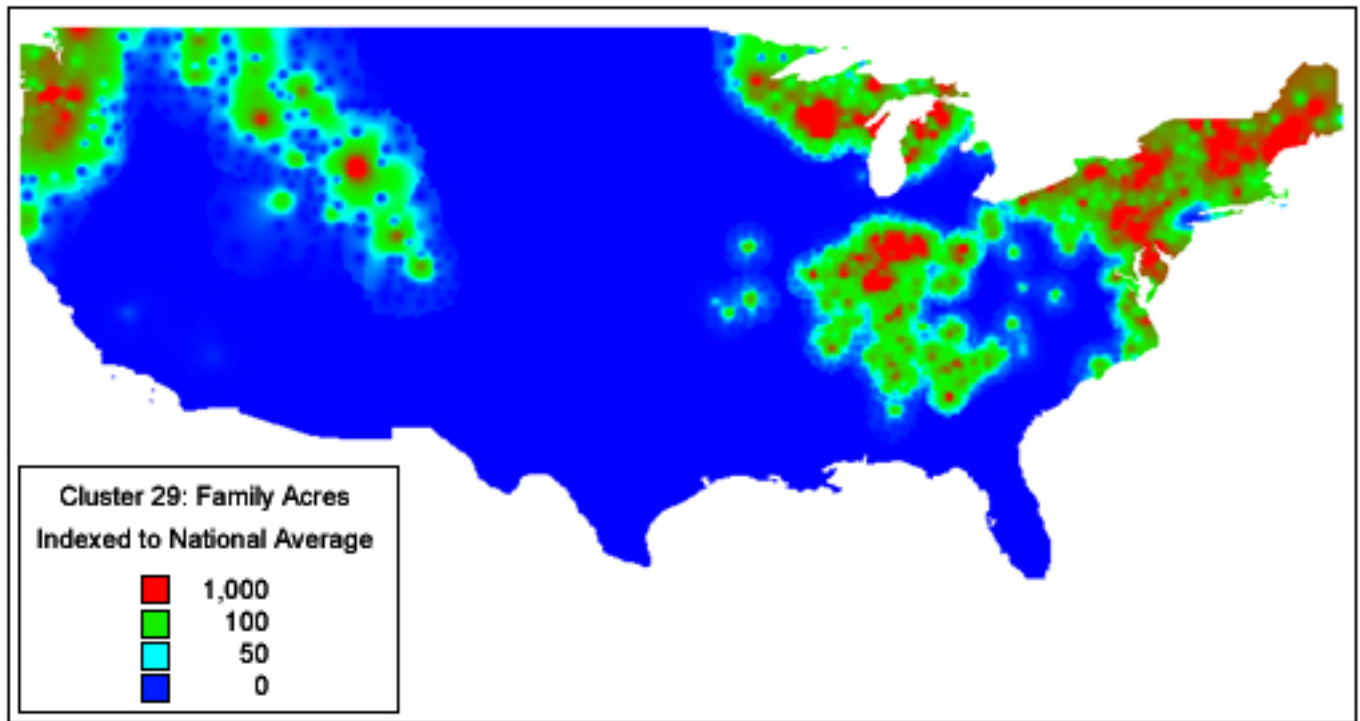 Cluster 29: Family Acres
Indexed to National Average
1,000
100
50
0